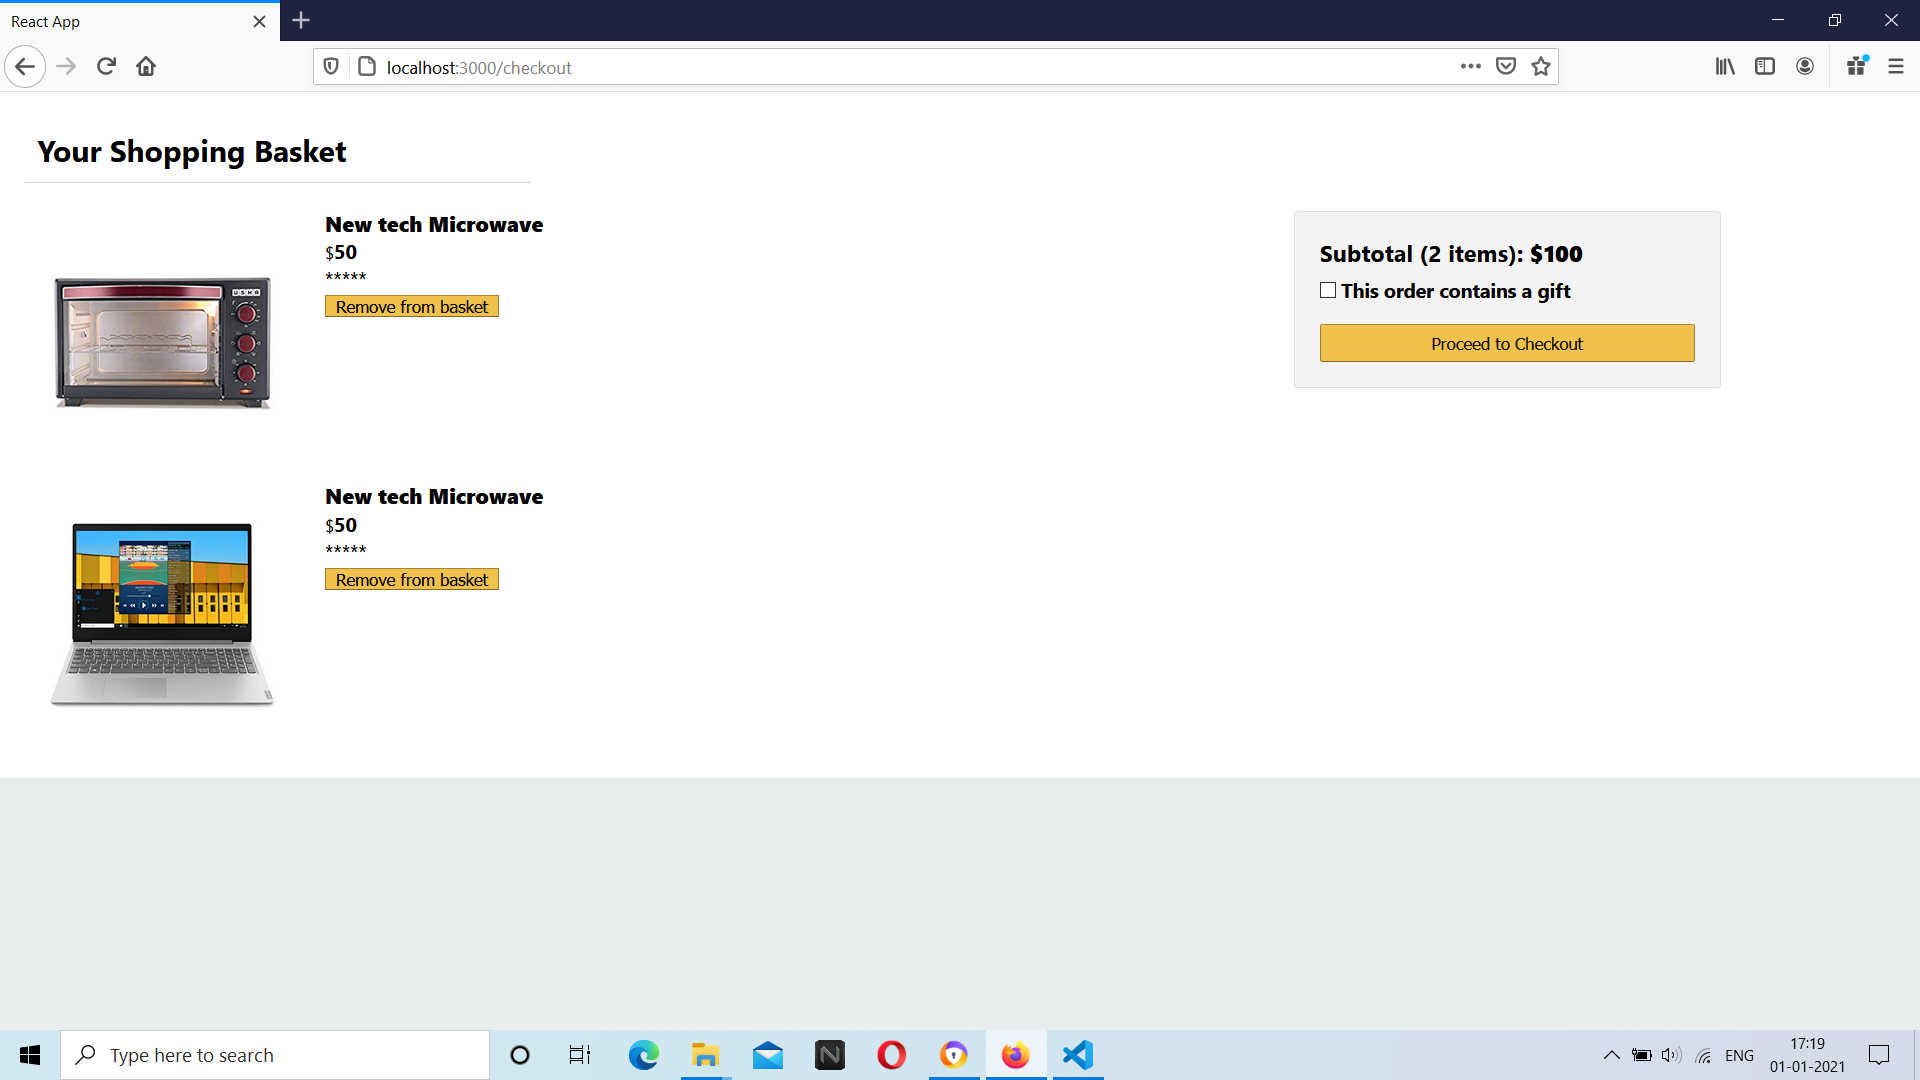 React App
localhost:3000/checkout
Your Shopping Basket
New tech Microwave
$50
*****
Remove from basket
USHA
Subtotal (2 items): $100
This order contains a gift
Proceed to Checkout
New tech Microwave
$50
*****
Remove from basket
Type here to search
N
ENG
17:19
01-01-2021